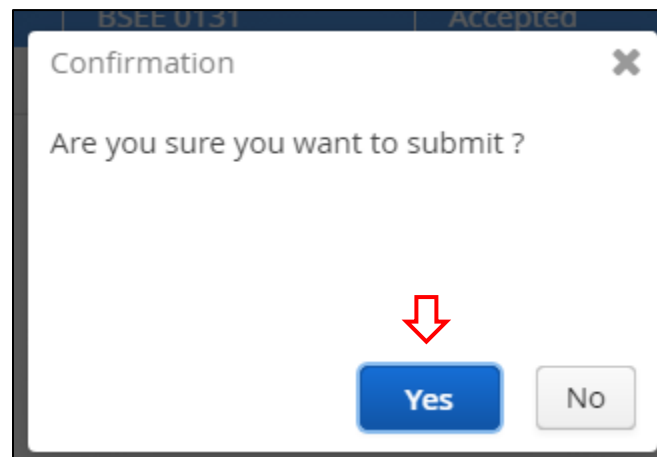 BSEE 0131 Accepted
Confirmation
Are you sure you want to submit ?
Yes No